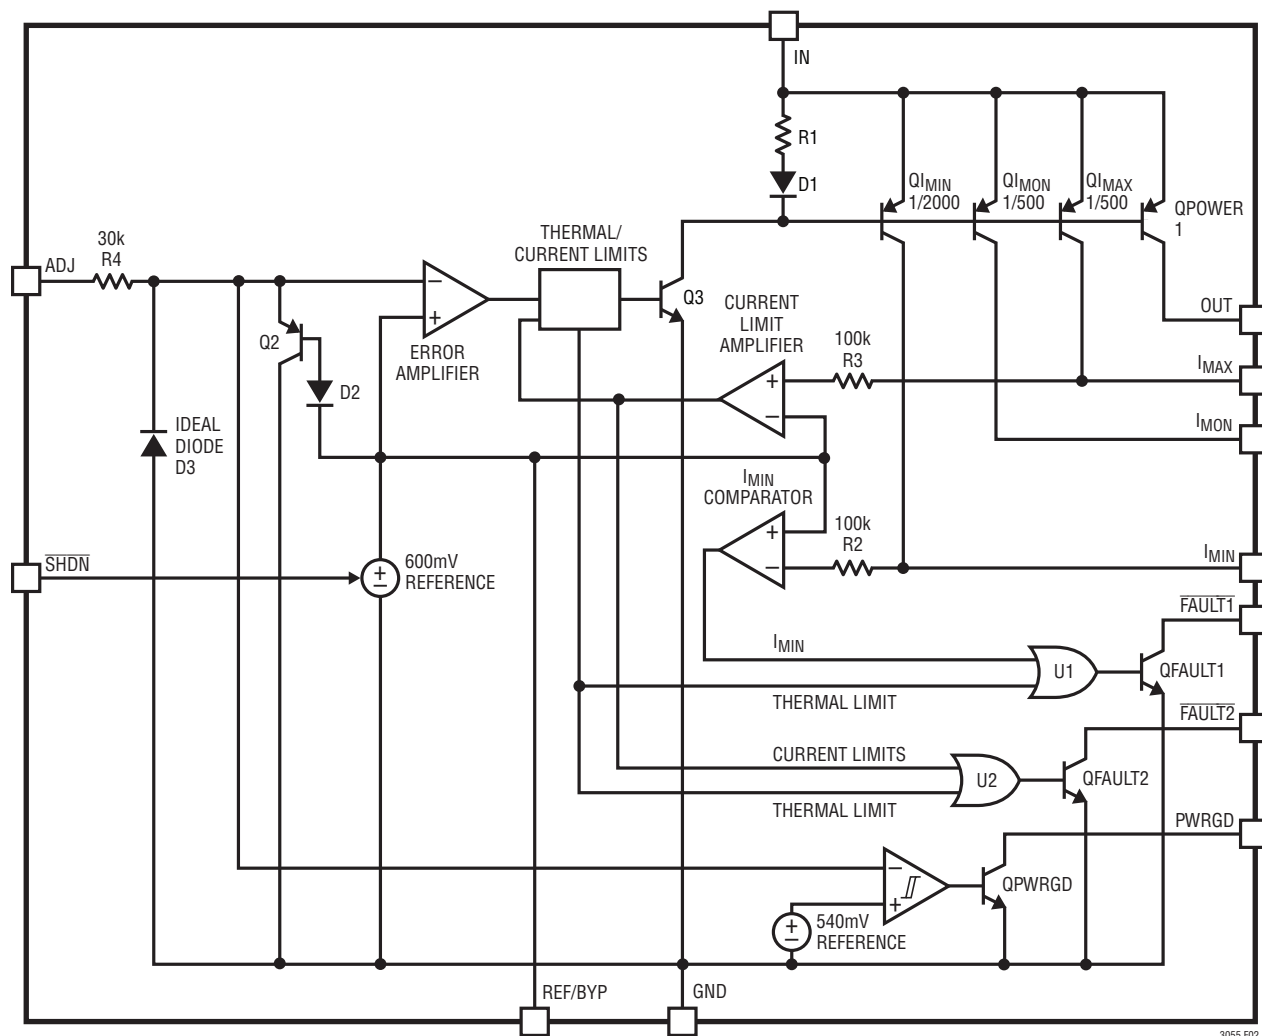 IN
R1
D1
QIMIN
1/2000
QIMON
1/500
QIMAX
1/500
QPOWER
1
30k
R4
ADJ
THERMAL/
CURRENT LIMITS
Q3
Q2
D2
ERROR
AMPLIFIER
CURRENT
LIMIT
AMPLIFIER
100k
R3
OUT
IMAX
IMON
IDEAL
DIODE
D3
IMIN
COMPARATOR
100k
R2
SHDN
600mV
REFERENCE
IMIN
FAULT1
IMIN
U1
QFAULT1
THERMAL LIMIT
FAULT2
CURRENT LIMITS
U2
QFAULT2
THERMAL LIMIT
PWRGD
QPWRGD
540mV
REFERENCE
REF/BYP
GND
3055 F02